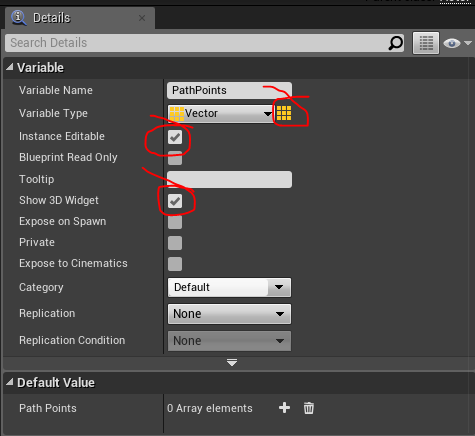 Details
Search Details
Variable
Variable Name PathPoints
Variable Type Vector
Instance Editable
Blueprint Read Only
Tooltip
Show 3D Widget
Expose on Spawn
Private
Expose to Cinematics
Category Default
Replication None
Replication Condition None
Default Value
Path Points 0 Array elements